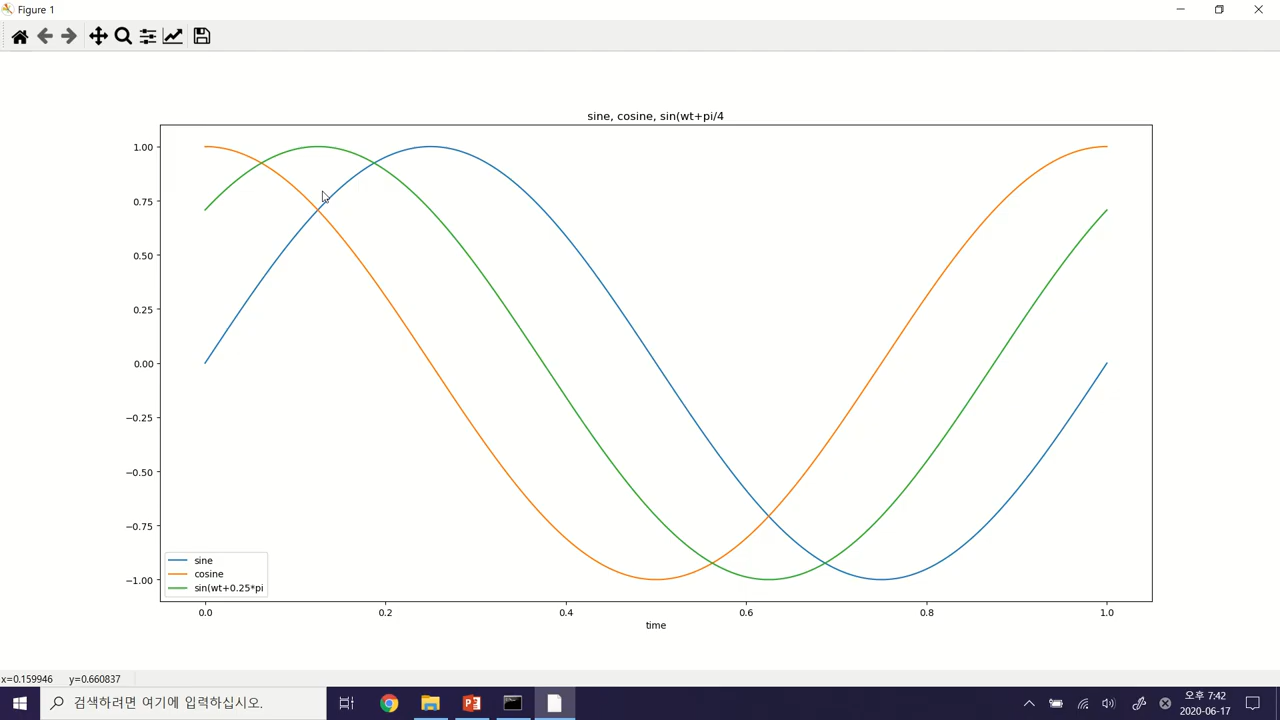 Figure 1
sine, cosine, sin(wt+pi/4
1.00
0.75
0.50
0.25
0.00
−0.25
−0.50
−0.75
−1.00
sine
cosine
sin(wt+0.25*pi
0.0 0.2 0.4 0.6 0.8 1.0
time
x=0.159946 y=0.660837
검색하려면 여기에 입력하십시오.
오후 7:42
2020-06-17